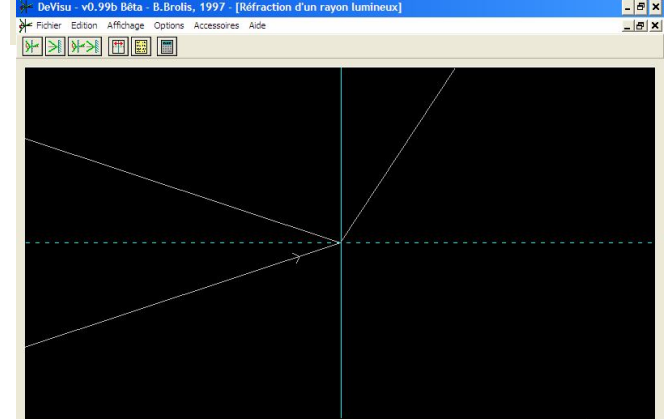 DeVisu - v0.99b Bêta - B.Brolis, 1997 - [Réfraction d'un rayon lumineux]
Fichier Edition Affichage Options Accessoires Aide